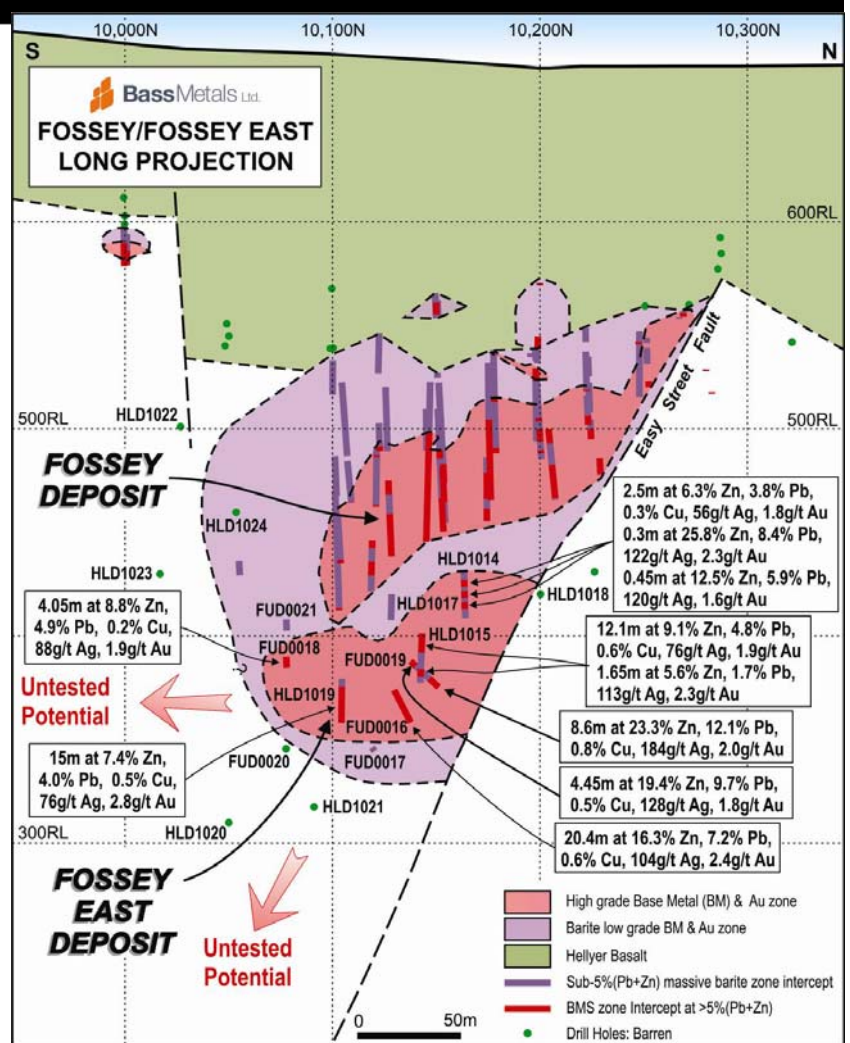 10,000N
10,100N
10,200N
10,300N
S
N
BassMetals Ltd.
FOSSEY/FOSSEY EAST
LONG PROJECTION
600RL
Easy Street Fault
HLD1022
500RL
500RL
FOSSEY
DEPOSIT
HLD1024
HLD1023
2.5m at 6.3% Zn, 3.8% Pb,
0.3% Cu, 56g/t Ag, 1.8g/t Au
0.3m at 25.8% Zn, 8.4% Pb,
122g/t Ag, 2.3g/t Au
0.45m at 12.5% Zn, 5.9% Pb,
120g/t Ag, 1.6g/t Au
HLD1014
HLD1017
HLD1018
4.05m at 8.8% Zn,
4.9% Pb, 0.2% Cu,
88g/t Ag, 1.9g/t Au
FUD0021
FUD0018
HLD1015
FUD0019
12.1m at 9.1% Zn, 4.8% Pb,
0.6% Cu, 76g/t Ag, 1.9g/t Au
1.65m at 5.6% Zn, 1.7% Pb,
113g/t Ag, 2.3g/t Au
?
Untested
Potential
HLD1019
FUD0016
8.6m at 23.3% Zn, 12.1% Pb,
0.8% Cu, 184g/t Ag, 2.0g/t Au
15m at 7.4% Zn,
4.0% Pb, 0.5% Cu,
76g/t Ag, 2.8g/t Au
FUD0020
FUD0017
4.45m at 19.4% Zn, 9.7% Pb,
0.5% Cu, 128g/t Ag, 1.8g/t Au
HLD1021
HLD1020
300RL
20.4m at 16.3% Zn, 7.2% Pb,
0.6% Cu, 104g/t Ag, 2.4g/t Au
FOSSEY
EAST
DEPOSIT
Untested
Potential
High grade Base Metal (BM) & Au zone
Barite low grade BM & Au zone
Hellyer Basalt
Sub-5%(Pb+Zn) massive barite zone intercept
BMS zone Intercept at >5%(Pb+Zn)
Drill Holes: Barren
0
50m